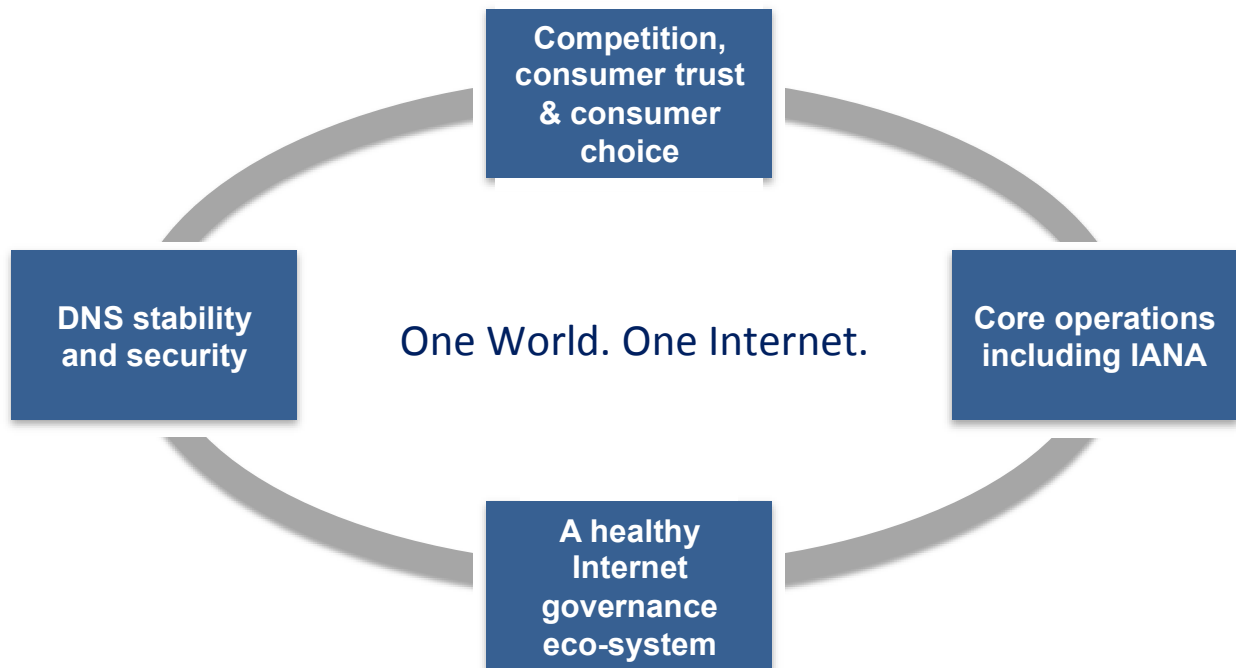 Competition,
consumer trust
& consumer
choice
DNS stability
and security
One World. One Internet.
Core operations
including IANA
A healthy
Internet
governance
eco-system